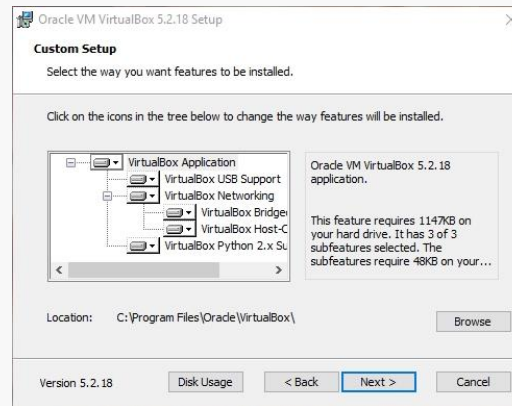 Oracle VM VirtualBox 5.2.18 Setup
Custom Setup
Select the way you want features to be installed.
Click on the icons in the tree below to change the way features will be installed.
VirtualBox Application
VirtualBox USB Support
VirtualBox Networking
VirtualBox Bridge
VirtualBox Host-C
VirtualBox Python 2.x Su
Oracle VM VirtualBox 5.2.18
application.
This feature requires 1147KB on
your hard drive. It has 3 of 3
subfeatures selected. The
subfeatures require 48KB on your...
Location: C:\Program Files\Oracle\VirtualBox\
Browse
Version 5.2.18 Disk Usage < Back Next > Cancel